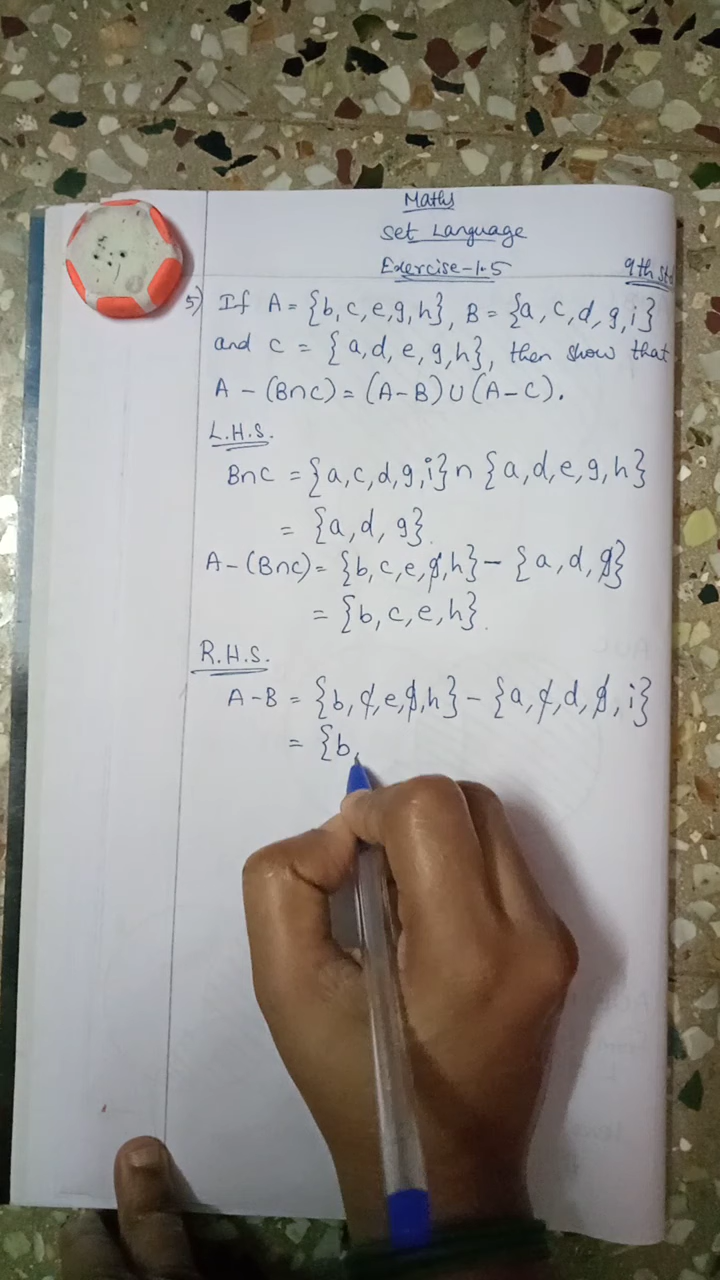 Maths
Set Language
Exercise-1.5 9th Std
5) If A = {b, c, e, g, h}, B = {a, c, d, g, i}
and C = {a, d, e, g, h}, then show that
A - (B∩C) = (A-B) ∪ (A-C).
L.H.S.
B∩C = {a, c, d, g, i} ∩ {a, d, e, g, h}
= {a, d, g}.
A-(B∩C) = {b, c, e, g, h} - {a, d, g}
= {b, c, e, h}.
R.H.S.
A-B = {b, c, e, g, h} - {a, c, d, g, i}
= {b,